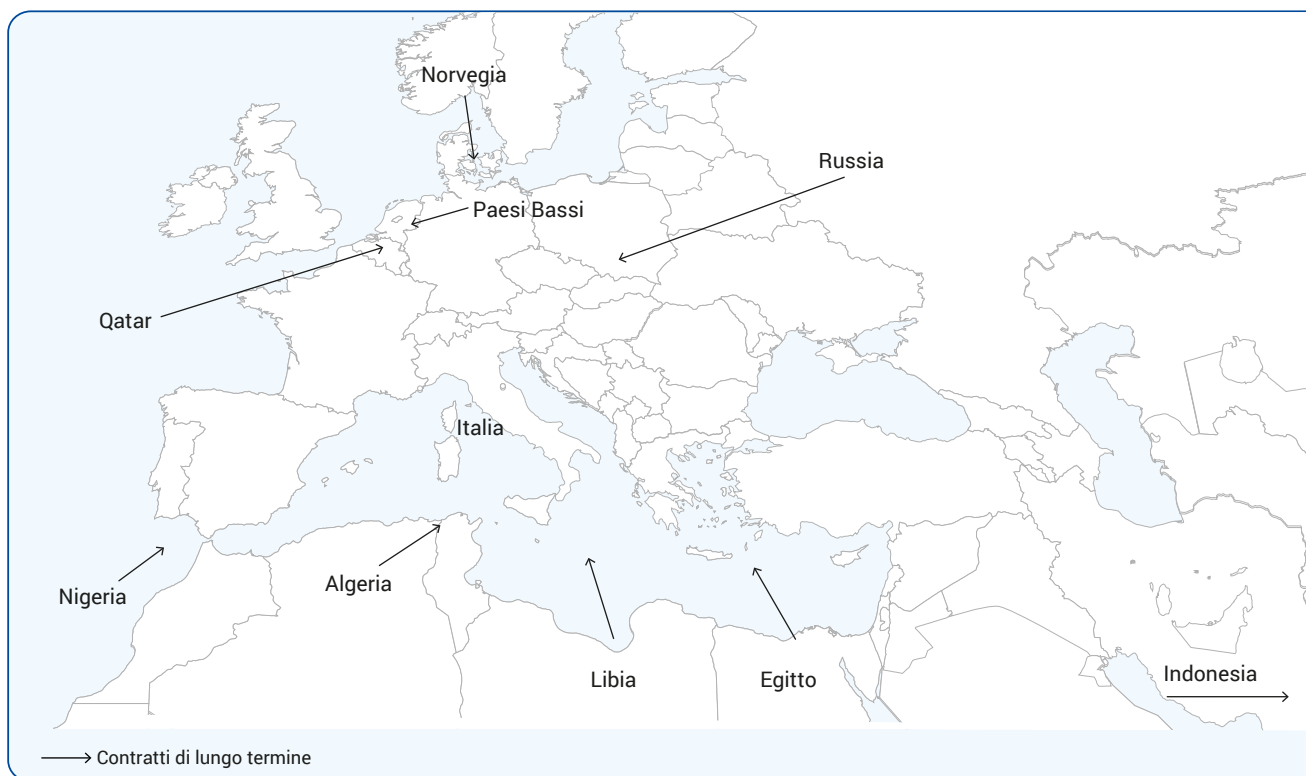 Norvegia
Russia
Paesi Bassi
Qatar
Italia
Nigeria
Algeria
Libia
Egitto
Indonesia
Contratti di lungo termine